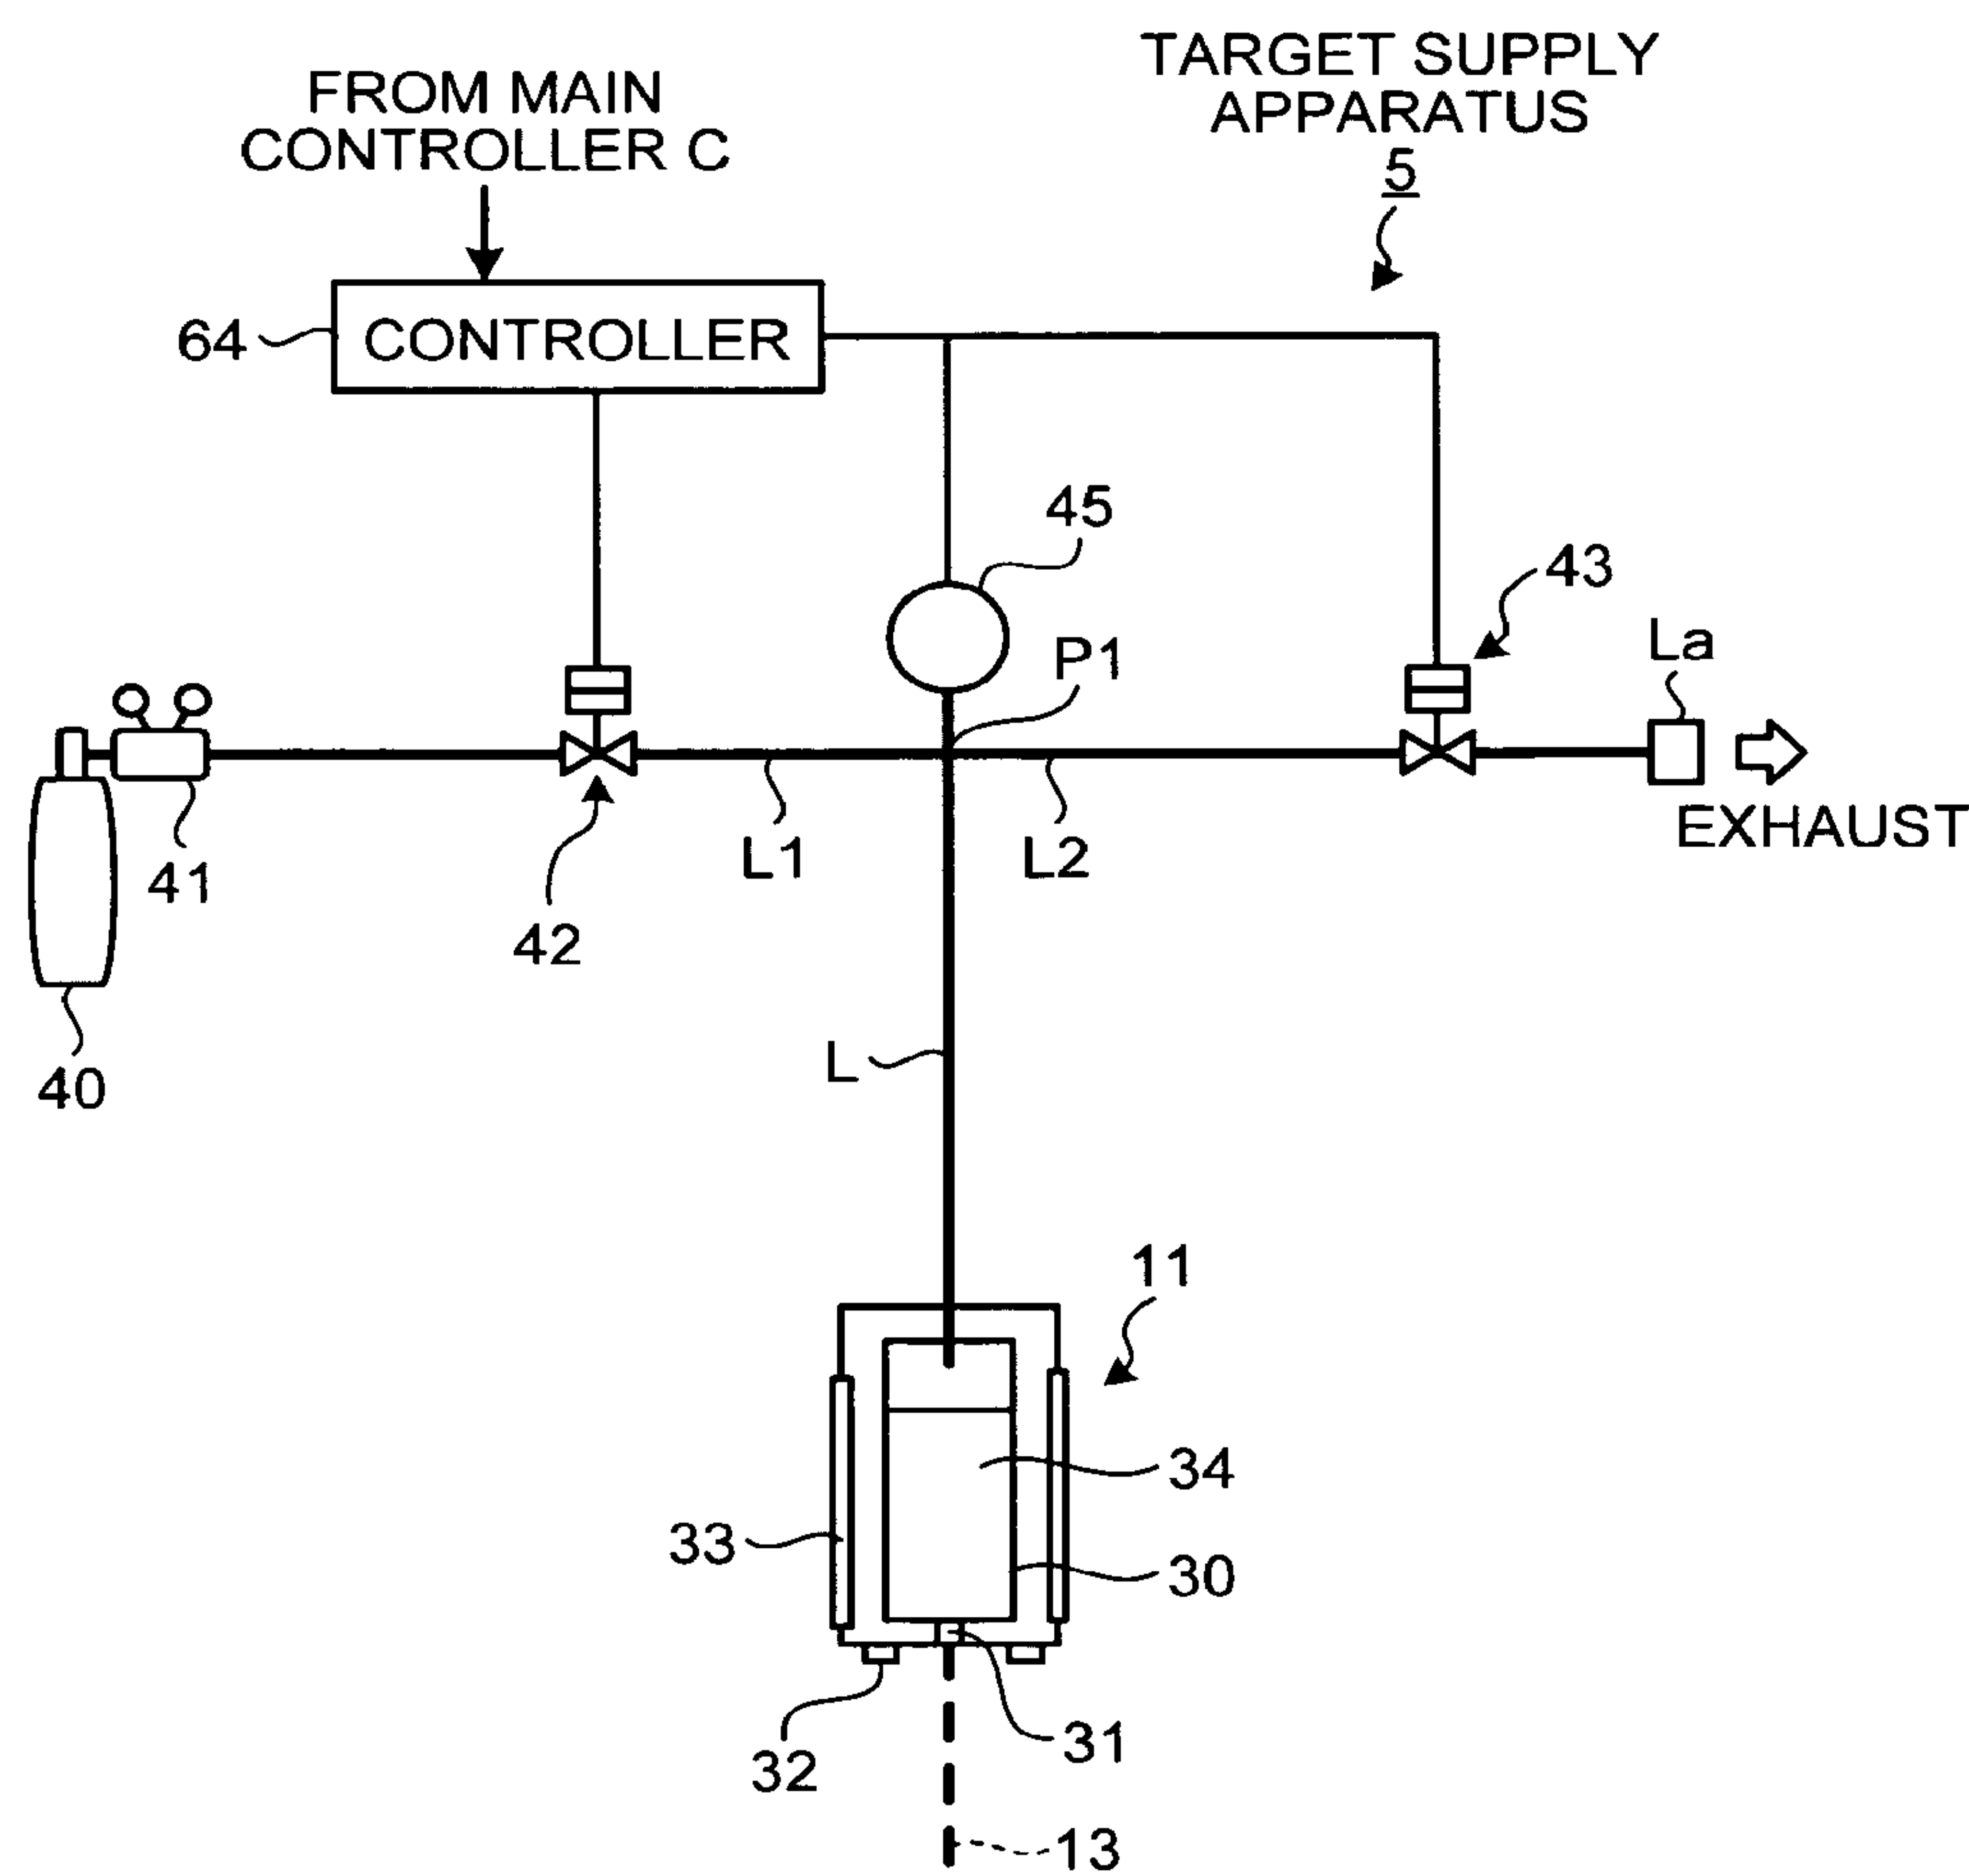 TARGET SUPPLY
APPARATUS
5
FROM MAIN
CONTROLLER C
64
CONTROLLER
45
43
P1
La
EXHAUST
41
L1
L2
42
40
L
11
34
33
30
31
32
13